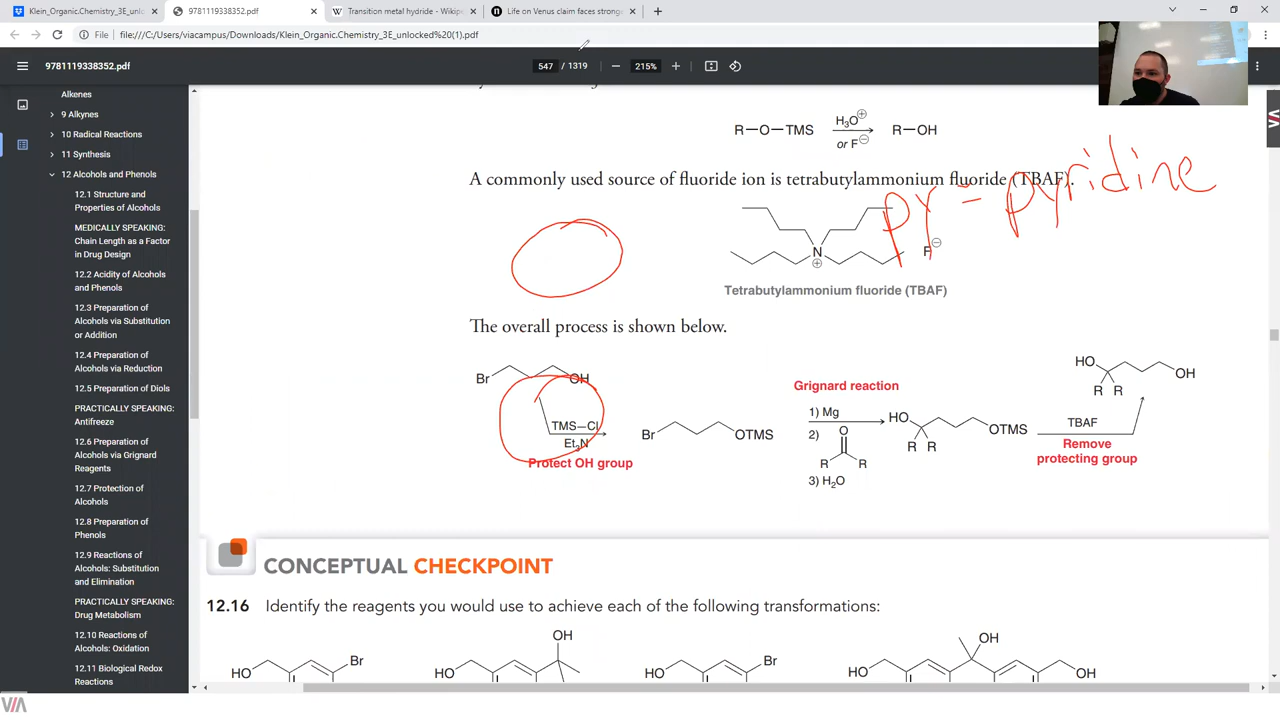 Klein_Organic.Chemistry_3E_unlocked
9781119338352.pdf
Transition metal hydride - Wikipe
Life on Venus claim faces stronge
File
file:///C:/Users/viacampus/Downloads/Klein_Organic.Chemistry_3E_unlocked%20(1).pdf
9781119338352.pdf
547 / 1319
215%
Alkenes
9 Alkynes
10 Radical Reactions
11 Synthesis
12 Alcohols and Phenols
12.1 Structure and
Properties of Alcohols
MEDICALLY SPEAKING:
Chain Length as a Factor
in Drug Design
12.2 Acidity of Alcohols
and Phenols
12.3 Preparation of
Alcohols via Substitution
or Addition
12.4 Preparation of
Alcohols via Reduction
12.5 Preparation of Diols
PRACTICALLY SPEAKING:
Antifreeze
12.6 Preparation of
Alcohols via Grignard
Reagents
12.7 Protection of
Alcohols
12.8 Preparation of
Phenols
12.9 Reactions of
Alcohols: Substitution
and Elimination
PRACTICALLY SPEAKING:
Drug Metabolism
12.10 Reactions of
Alcohols: Oxidation
12.11 Biological Redox
Reactions
R—O—TMS
H3O⊕
or F⊖
R—OH
A commonly used source of fluoride ion is tetrabutylammonium fluoride (TBAF).
py = pyridine
N
⊕
F⊖
Tetrabutylammonium fluoride (TBAF)
The overall process is shown below.
Br
OH
TMS—Cl
Et3N
Protect OH group
Br
OTMS
Grignard reaction
1) Mg
2)
O
R
R
3) H2O
HO
R R
OTMS
TBAF
Remove
protecting group
HO
R R
OH
CONCEPTUAL CHECKPOINT
12.16 Identify the reagents you would use to achieve each of the following transformations:
HO
Br
HO
OH
HO
Br
HO
OH
OH
VIA